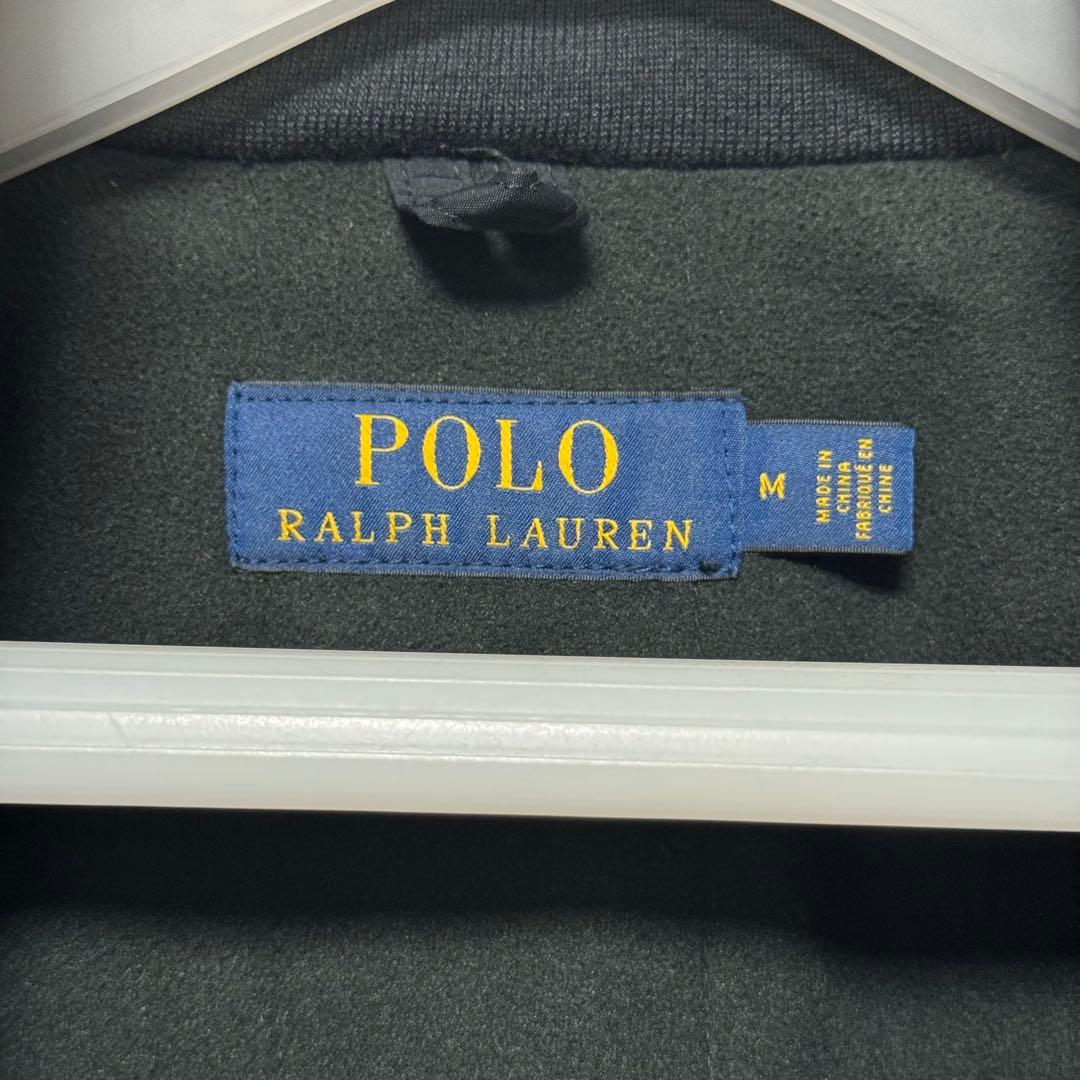 POLO
RALPH LAUREN
M
MADE IN
CHINA
FABRIQUÉ EN
CHINE